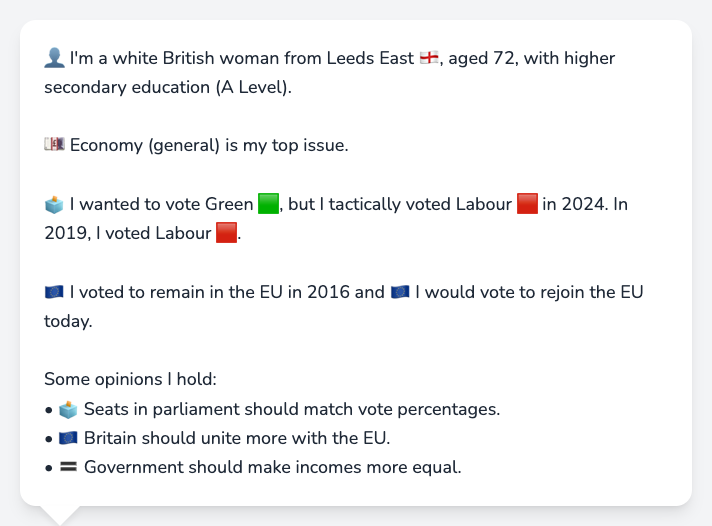 👤 I'm a white British woman from Leeds East 🏴󠁧󠁢󠁥󠁮󠁧󠁿, aged 72, with higher
secondary education (A Level).
💷 Economy (general) is my top issue.
🗳️ I wanted to vote Green 🟩, but I tactically voted Labour 🟥 in 2024. In
2019, I voted Labour 🟥.
🇪🇺 I voted to remain in the EU in 2016 and 🇪🇺 I would vote to rejoin the EU
today.
Some opinions I hold:
• 🗳️ Seats in parliament should match vote percentages.
• 🇪🇺 Britain should unite more with the EU.
• 🟰 Government should make incomes more equal.